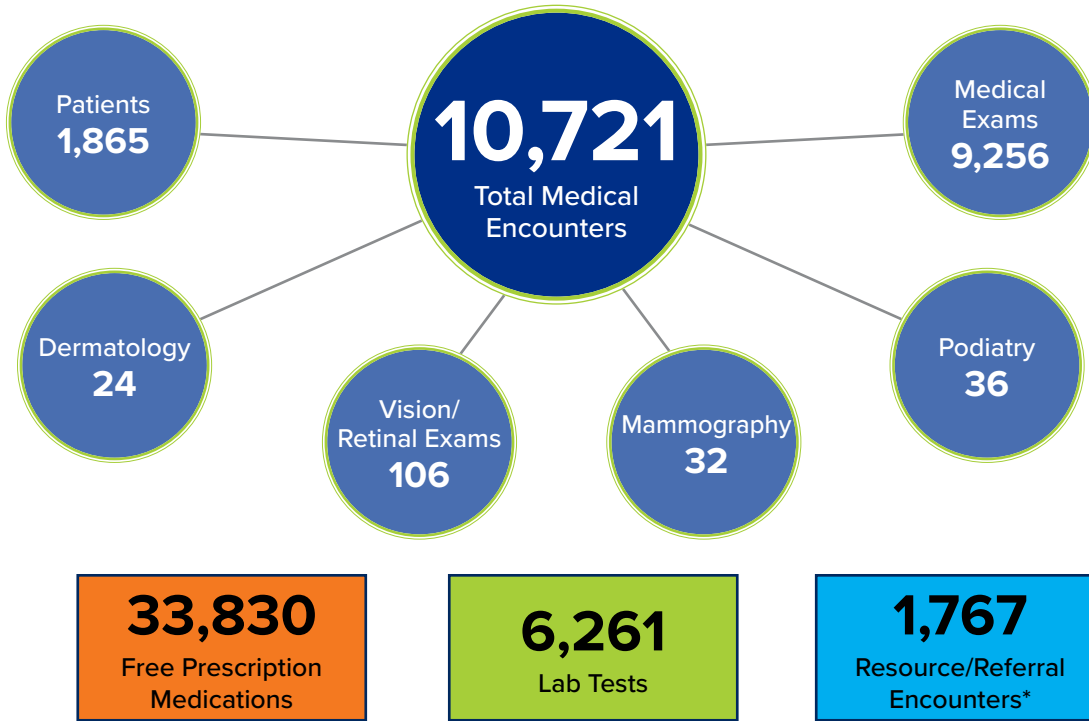 10,721
Total Medical
Encounters
Patients
1,865
Medical
Exams
9,256
Dermatology
24
Vision/
Retinal Exams
106
Mammography
32
Podiatry
36
33,830
Free Prescription
Medications
6,261
Lab Tests
1,767
Resource/Referral
Encounters*